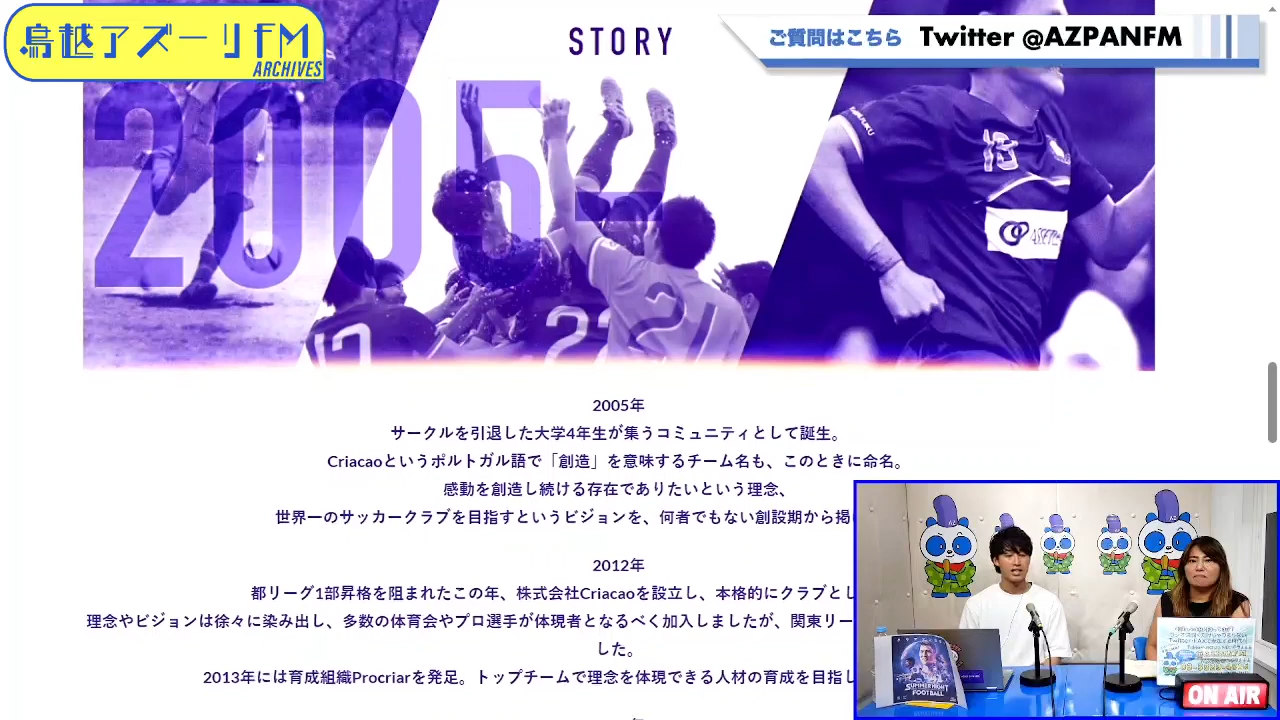 鳥越アズーリFM
ARCHIVES
STORY
ご質問はこちら Twitter @AZPANFM
2005-
13
17
22
21
2005年
サークルを引退した大学4年生が集うコミュニティとして誕生。
Criacaoというポルトガル語で「創造」を意味するチーム名も、このときに命名。
感動を創造し続ける存在でありたいという理念、
世界一のサッカークラブを目指すというビジョンを、何者でもない創設期から掲
2012年
都リーグ1部昇格を阻まれたこの年、株式会社Criacaoを設立し、本格的にクラブとし
理念やビジョンは徐々に染み出し、多数の体育会やプロ選手が体現者となるべく加入しましたが、関東リー
した。
2013年には育成組織Procriarを発足。トップチームで理念を体現できる人材の育成を目指し
SUMMER NIGHT
FOOTBALL
ON AIR